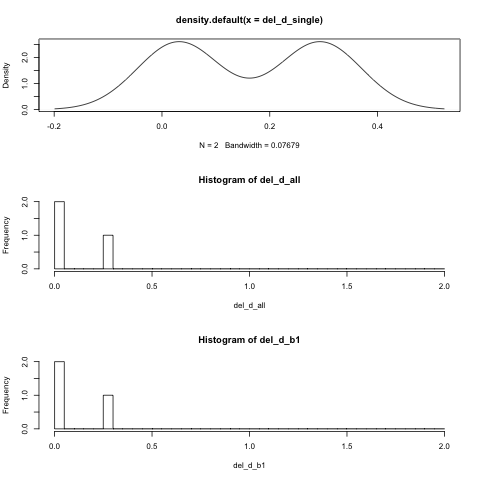 density.default(x = del_d_single)
Density
0.0 1.0 2.0
-0.2 0.0 0.2 0.4
N = 2 Bandwidth = 0.07679
Histogram of del_d_all
Frequency
0.0 1.0 2.0
0.0 0.5 1.0 1.5 2.0
del_d_all
Histogram of del_d_b1
Frequency
0.0 1.0 2.0
0.0 0.5 1.0 1.5 2.0
del_d_b1